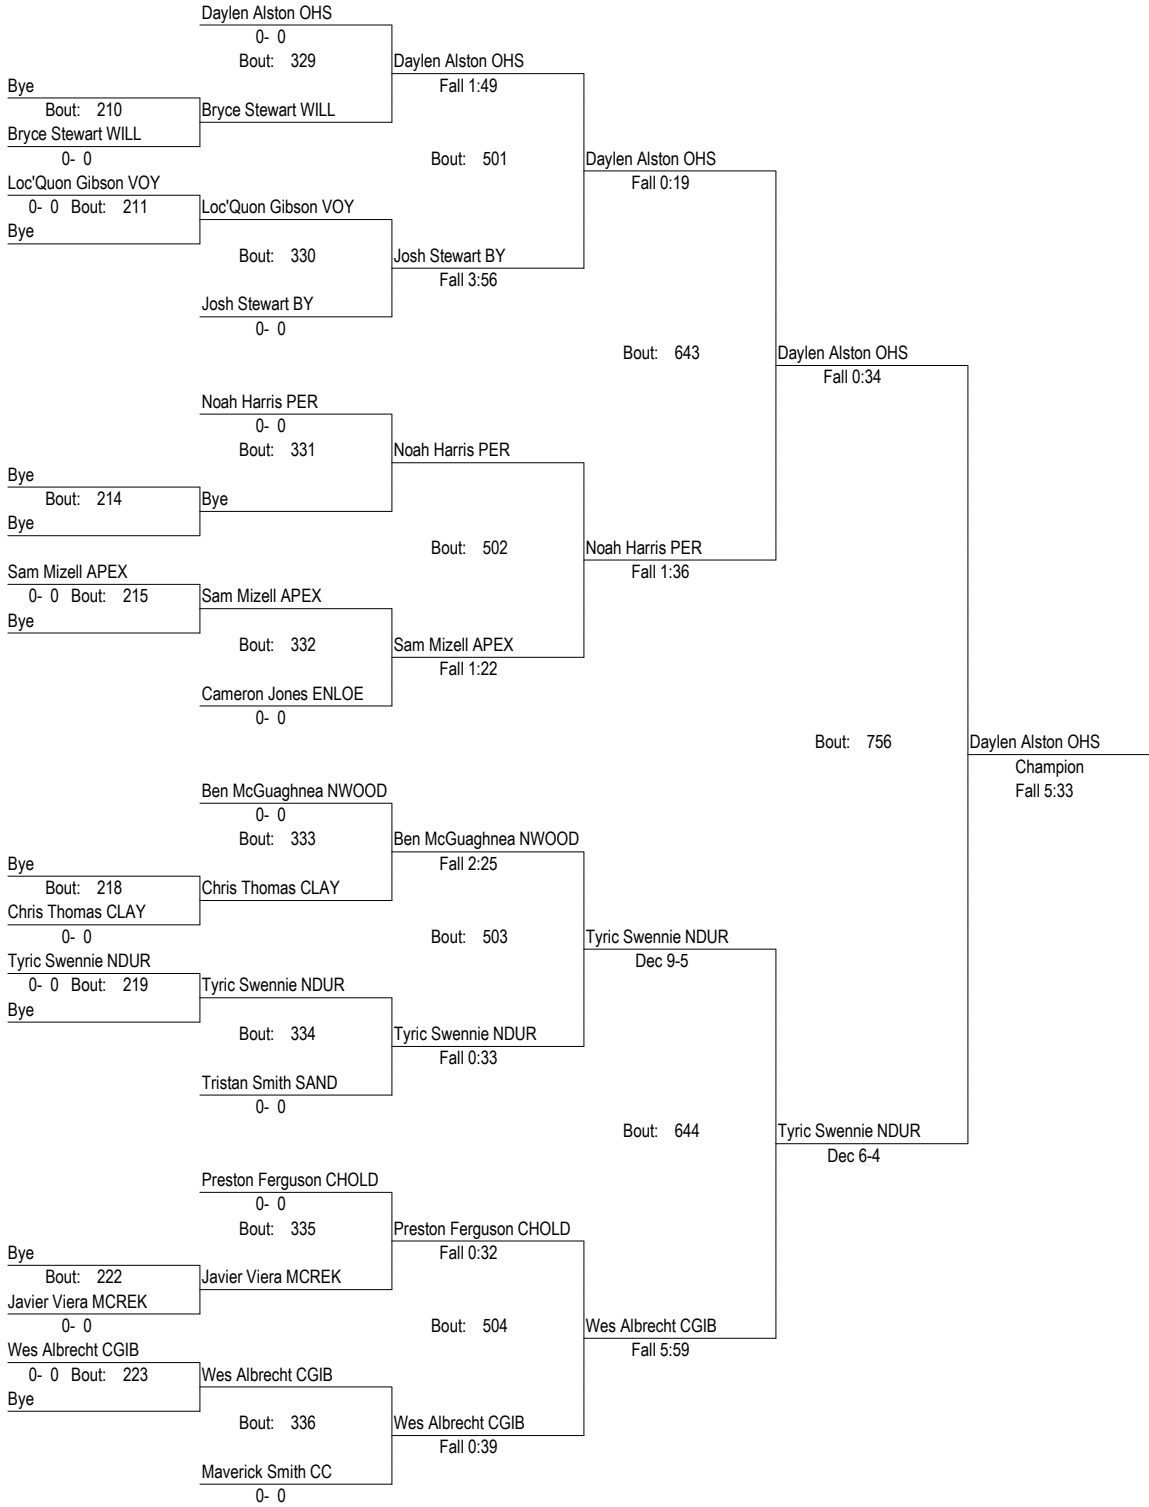 Daylen Alston OHS
0- 0
Bout: 329
Daylen Alston OHS
Fall 1:49
Bye
Bout: 210
Bryce Stewart WILL
Bryce Stewart WILL
0- 0
Bout: 501
Daylen Alston OHS
Fall 0:19
Loc'Quon Gibson VOY
0- 0 Bout: 211
Loc'Quon Gibson VOY
Bye
Bout: 330
Josh Stewart BY
Fall 3:56
Josh Stewart BY
0- 0
Bout: 643
Daylen Alston OHS
Fall 0:34
Noah Harris PER
0- 0
Bout: 331
Noah Harris PER
Bye
Bout: 214
Bye
Bye
Bout: 502
Noah Harris PER
Fall 1:36
Sam Mizell APEX
0- 0 Bout: 215
Sam Mizell APEX
Bye
Bout: 332
Sam Mizell APEX
Fall 1:22
Cameron Jones ENLOE
0- 0
Bout: 756
Daylen Alston OHS
Champion
Fall 5:33
Ben McGuaghnea NWOOD
0- 0
Bout: 333
Ben McGuaghnea NWOOD
Fall 2:25
Bye
Bout: 218
Chris Thomas CLAY
Chris Thomas CLAY
0- 0
Bout: 503
Tyric Swennie NDUR
Dec 9-5
Tyric Swennie NDUR
0- 0 Bout: 219
Tyric Swennie NDUR
Bye
Bout: 334
Tyric Swennie NDUR
Fall 0:33
Tristan Smith SAND
0- 0
Bout: 644
Tyric Swennie NDUR
Dec 6-4
Preston Ferguson CHOLD
0- 0
Bout: 335
Preston Ferguson CHOLD
Fall 0:32
Bye
Bout: 222
Javier Viera MCREK
Javier Viera MCREK
0- 0
Bout: 504
Wes Albrecht CGIB
Fall 5:59
Wes Albrecht CGIB
0- 0 Bout: 223
Wes Albrecht CGIB
Bye
Bout: 336
Wes Albrecht CGIB
Fall 0:39
Maverick Smith CC
0- 0